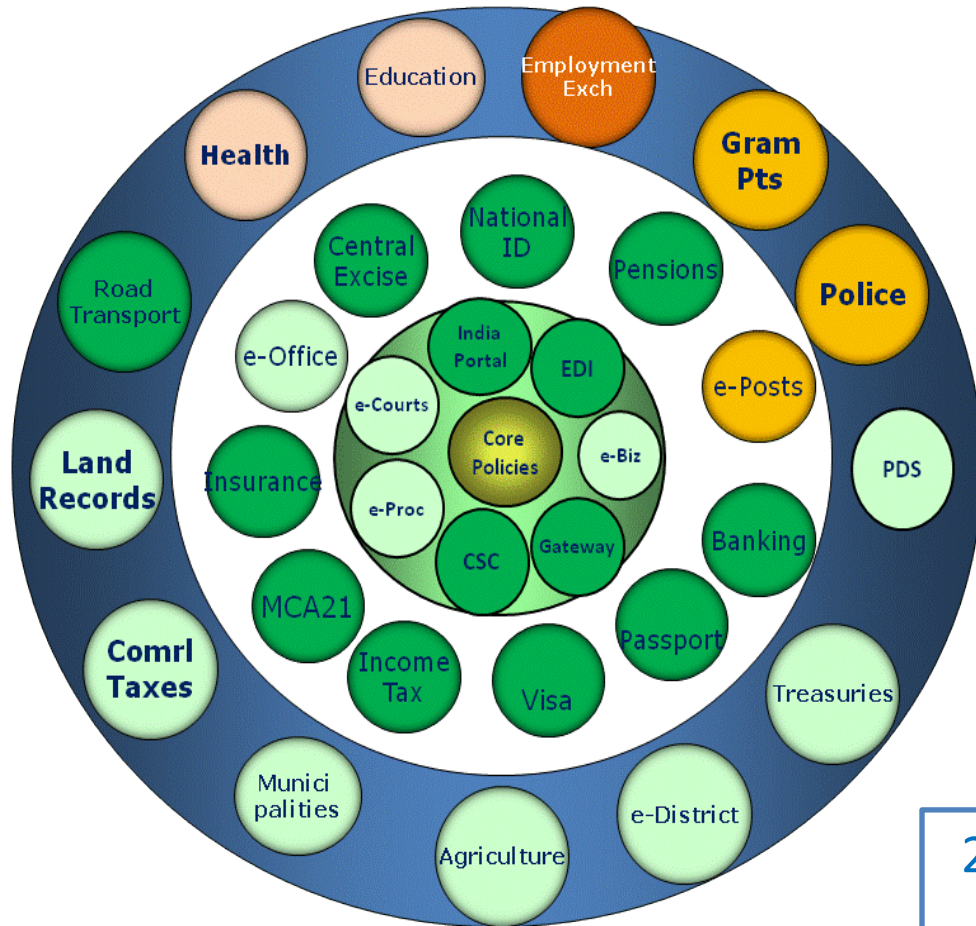 Education
Employment
Exch
Health
Gram
Pts
National
ID
Central
Excise
Pensions
Road
Transport
Police
India
Portal
e-Office
EDI
e-Posts
e-Courts
Core
Policies
e-Biz
Land
Records
Insurance
PDS
e-Proc
Banking
CSC
Gateway
MCA21
Passport
Comrl
Taxes
Income
Tax
Visa
Treasuries
Munici
palities
e-District
Agriculture
2